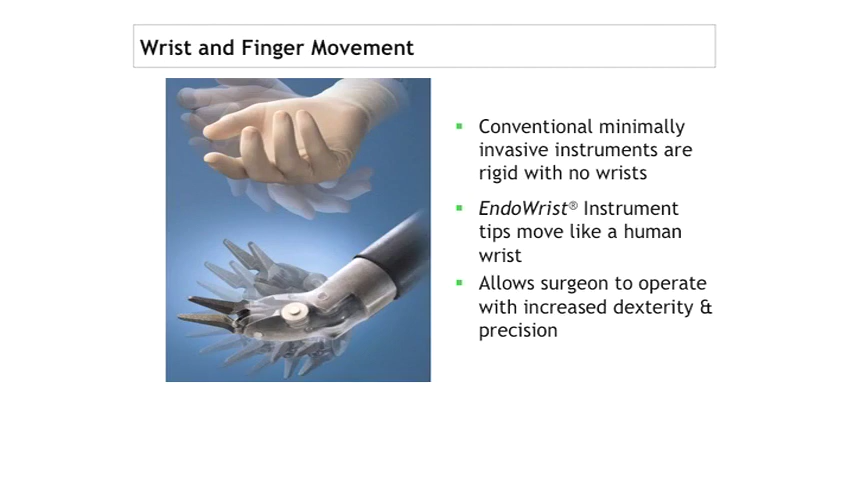 Wrist and Finger Movement
Conventional minimally
invasive instruments are
rigid with no wrists
EndoWrist® Instrument
tips move like a human
wrist
Allows surgeon to operate
with increased dexterity &
precision